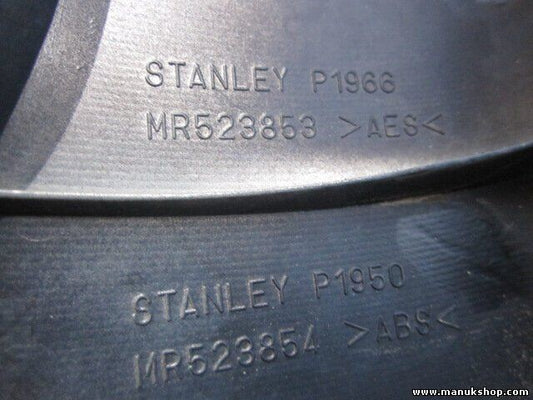 STANLEY P1966
MR523853 >AES<
STANLEY P1950
MR523854 >ABS<
www.manukshop.com